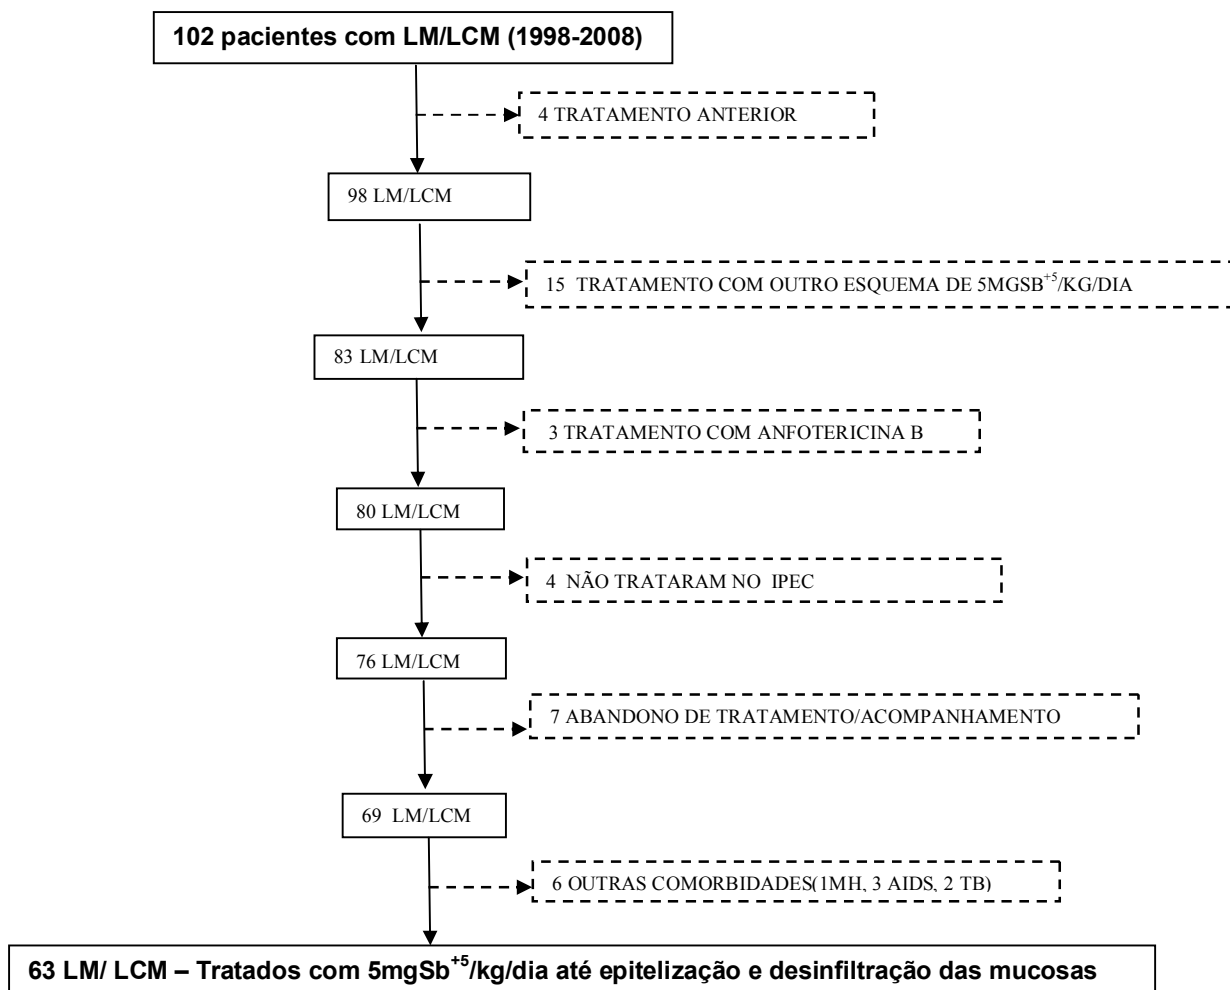 102 pacientes com LM/LCM (1998-2008)
4 TRATAMENTO ANTERIOR
98 LM/LCM
15 TRATAMENTO COM OUTRO ESQUEMA DE 5MGSB+5/KG/DIA
83 LM/LCM
3 TRATAMENTO COM ANFOTERICINA B
80 LM/LCM
4 NÃO TRATARAM NO IPEC
76 LM/LCM
7 ABANDONO DE TRATAMENTO/ACOMPANHAMENTO
69 LM/LCM
6 OUTRAS COMORBIDADES(1MH, 3 AIDS, 2 TB)
63 LM/ LCM – Tratados com 5mgSb+5/kg/dia até epitelização e desinfiltração das mucosas